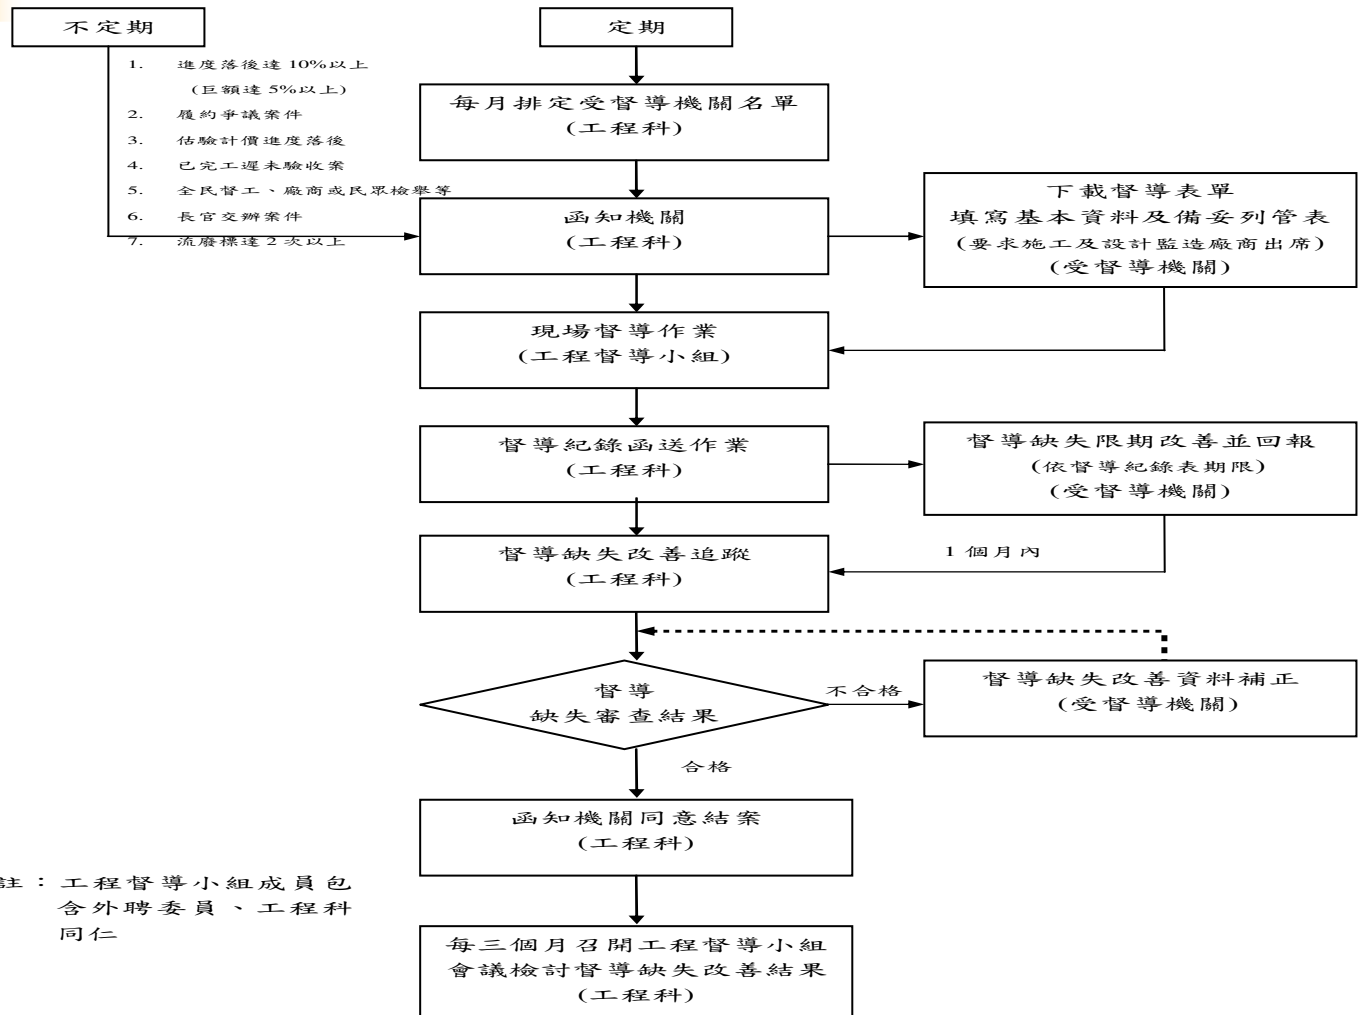 不定期
定期
1. 進度落後達 10%以上
(巨額達 5%以上)
2. 履約爭議案件
3. 估驗計價進度落後
4. 已完工遲未驗收案
5. 全民督工、廠商或民眾檢舉等
6. 長官交辦案件
7. 流廢標達 2 次以上
每月排定受督導機關名單
(工程科)
函知機關
(工程科)
下載督導表單
填寫基本資料及備妥列管表
(要求施工及設計監造廠商出席)
(受督導機關)
現場督導作業
(工程督導小組)
督導紀錄函送作業
(工程科)
督導缺失限期改善並回報
(依督導紀錄表期限)
(受督導機關)
督導缺失改善追蹤
(工程科)
1 個月內
督導
缺失審查結果
不合格
督導缺失改善資料補正
(受督導機關)
合格
函知機關同意結案
(工程科)
註：工程督導小組成員包
含外聘委員、工程科
同仁
每三個月召開工程督導小組
會議檢討督導缺失改善結果
(工程科)